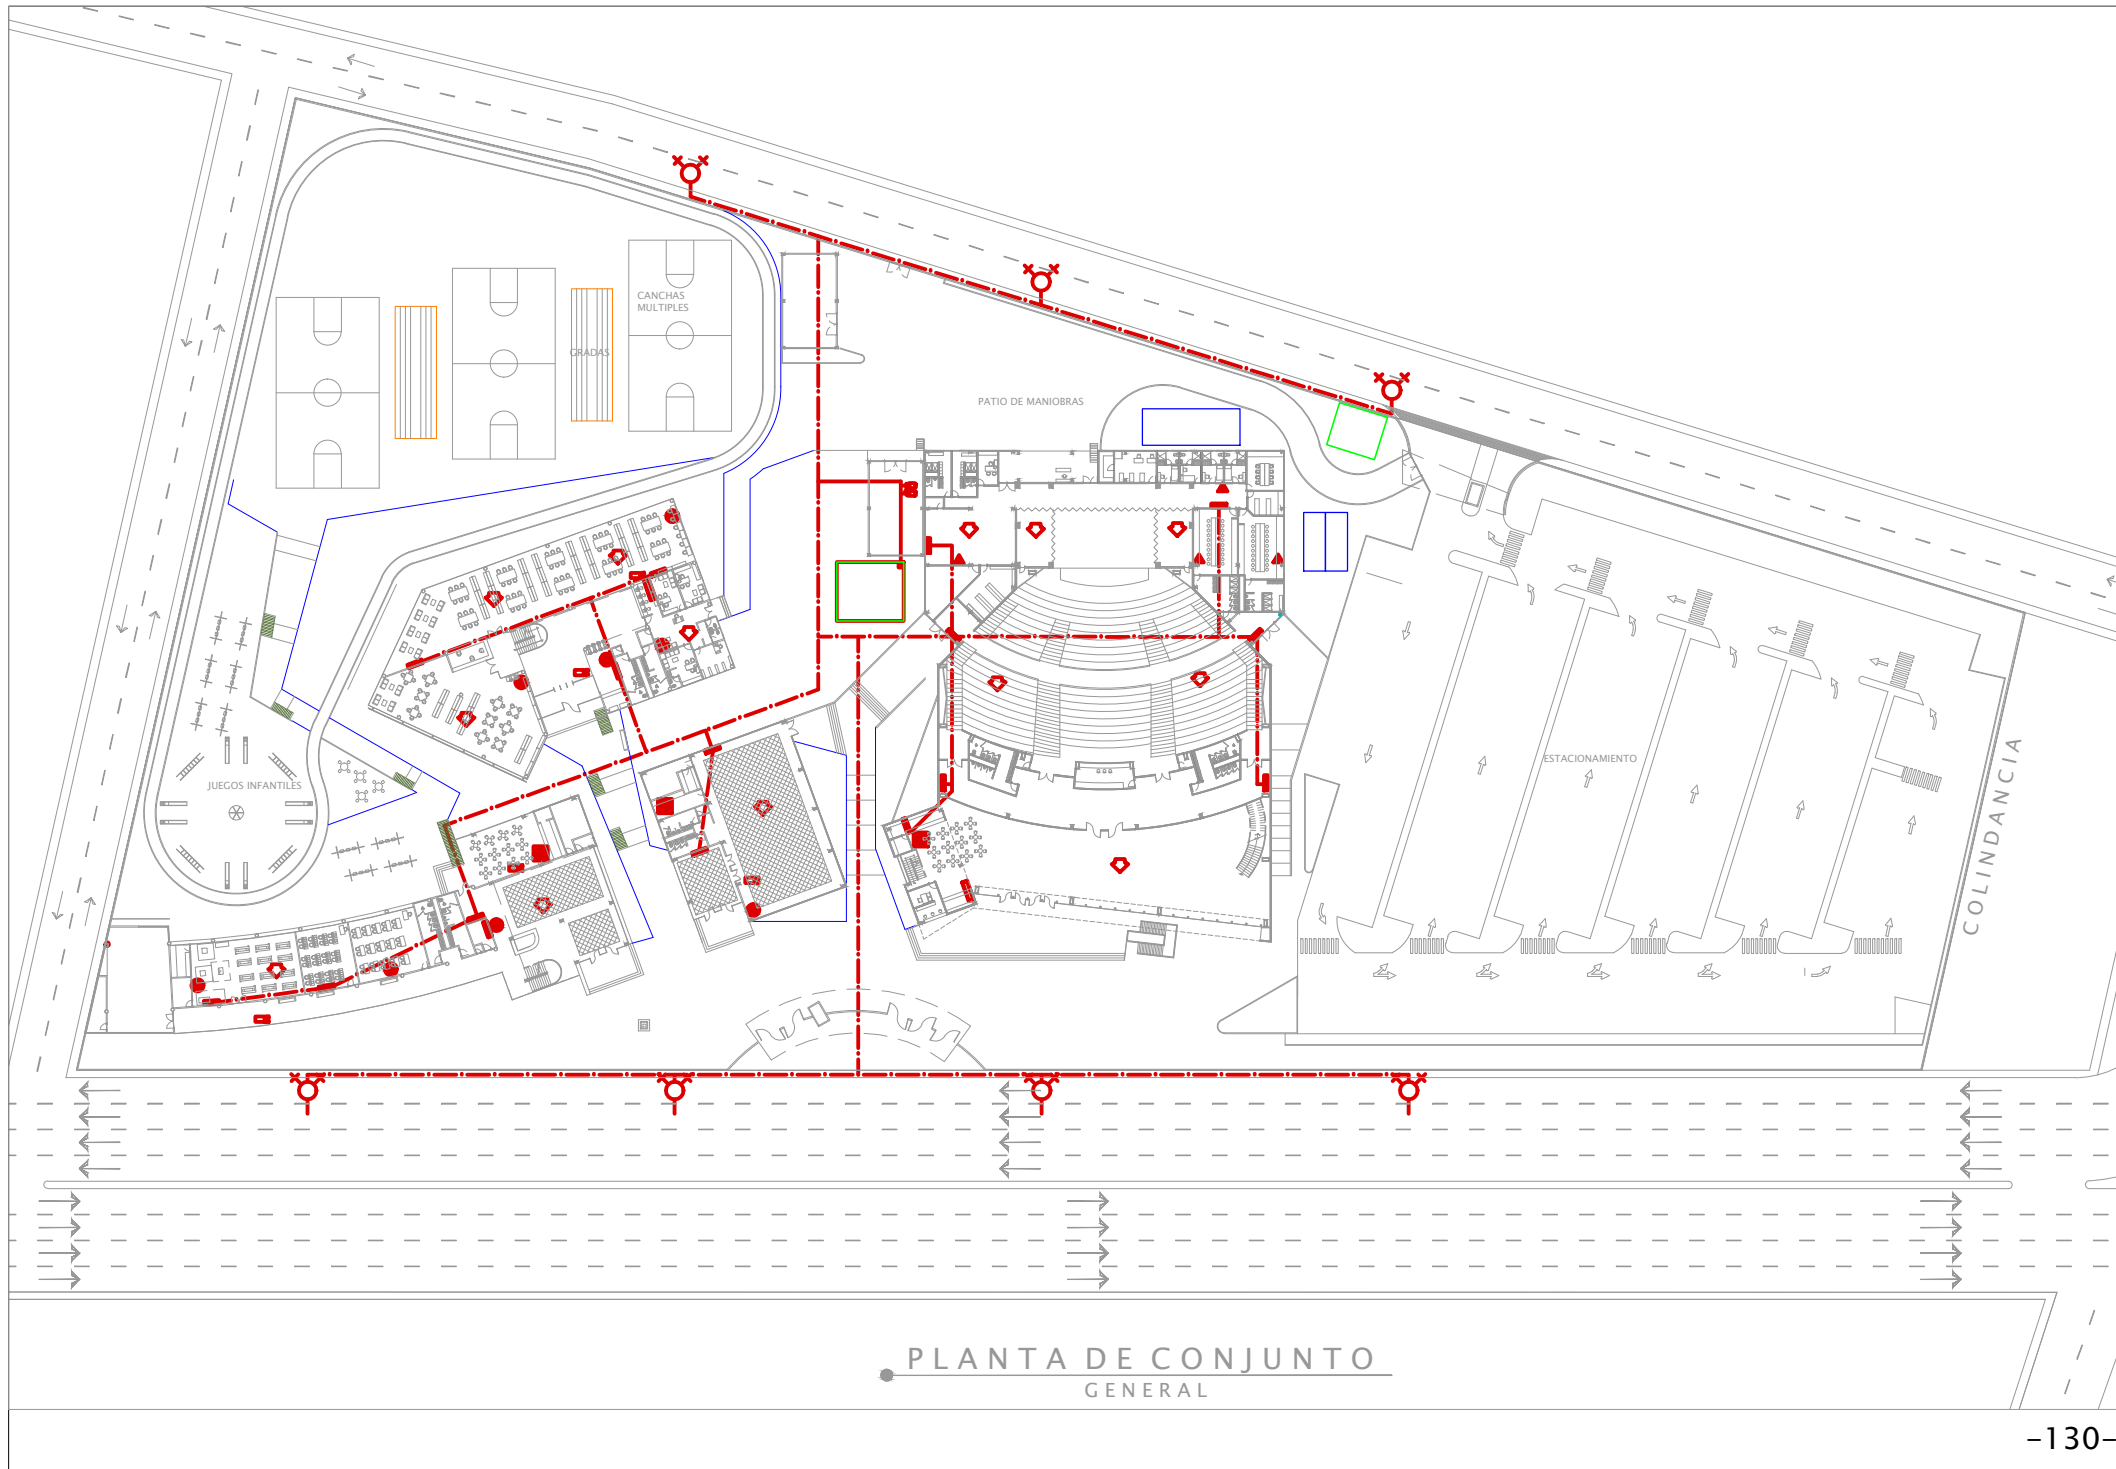 CANCHAS
MULTIPLES
GRADAS
PATIO DE MANIOBRAS
JUEGOS INFANTILES
ESTACIONAMIENTO
COLINDANCIA
PLANTA DE CONJUNTO
GENERAL
-130-